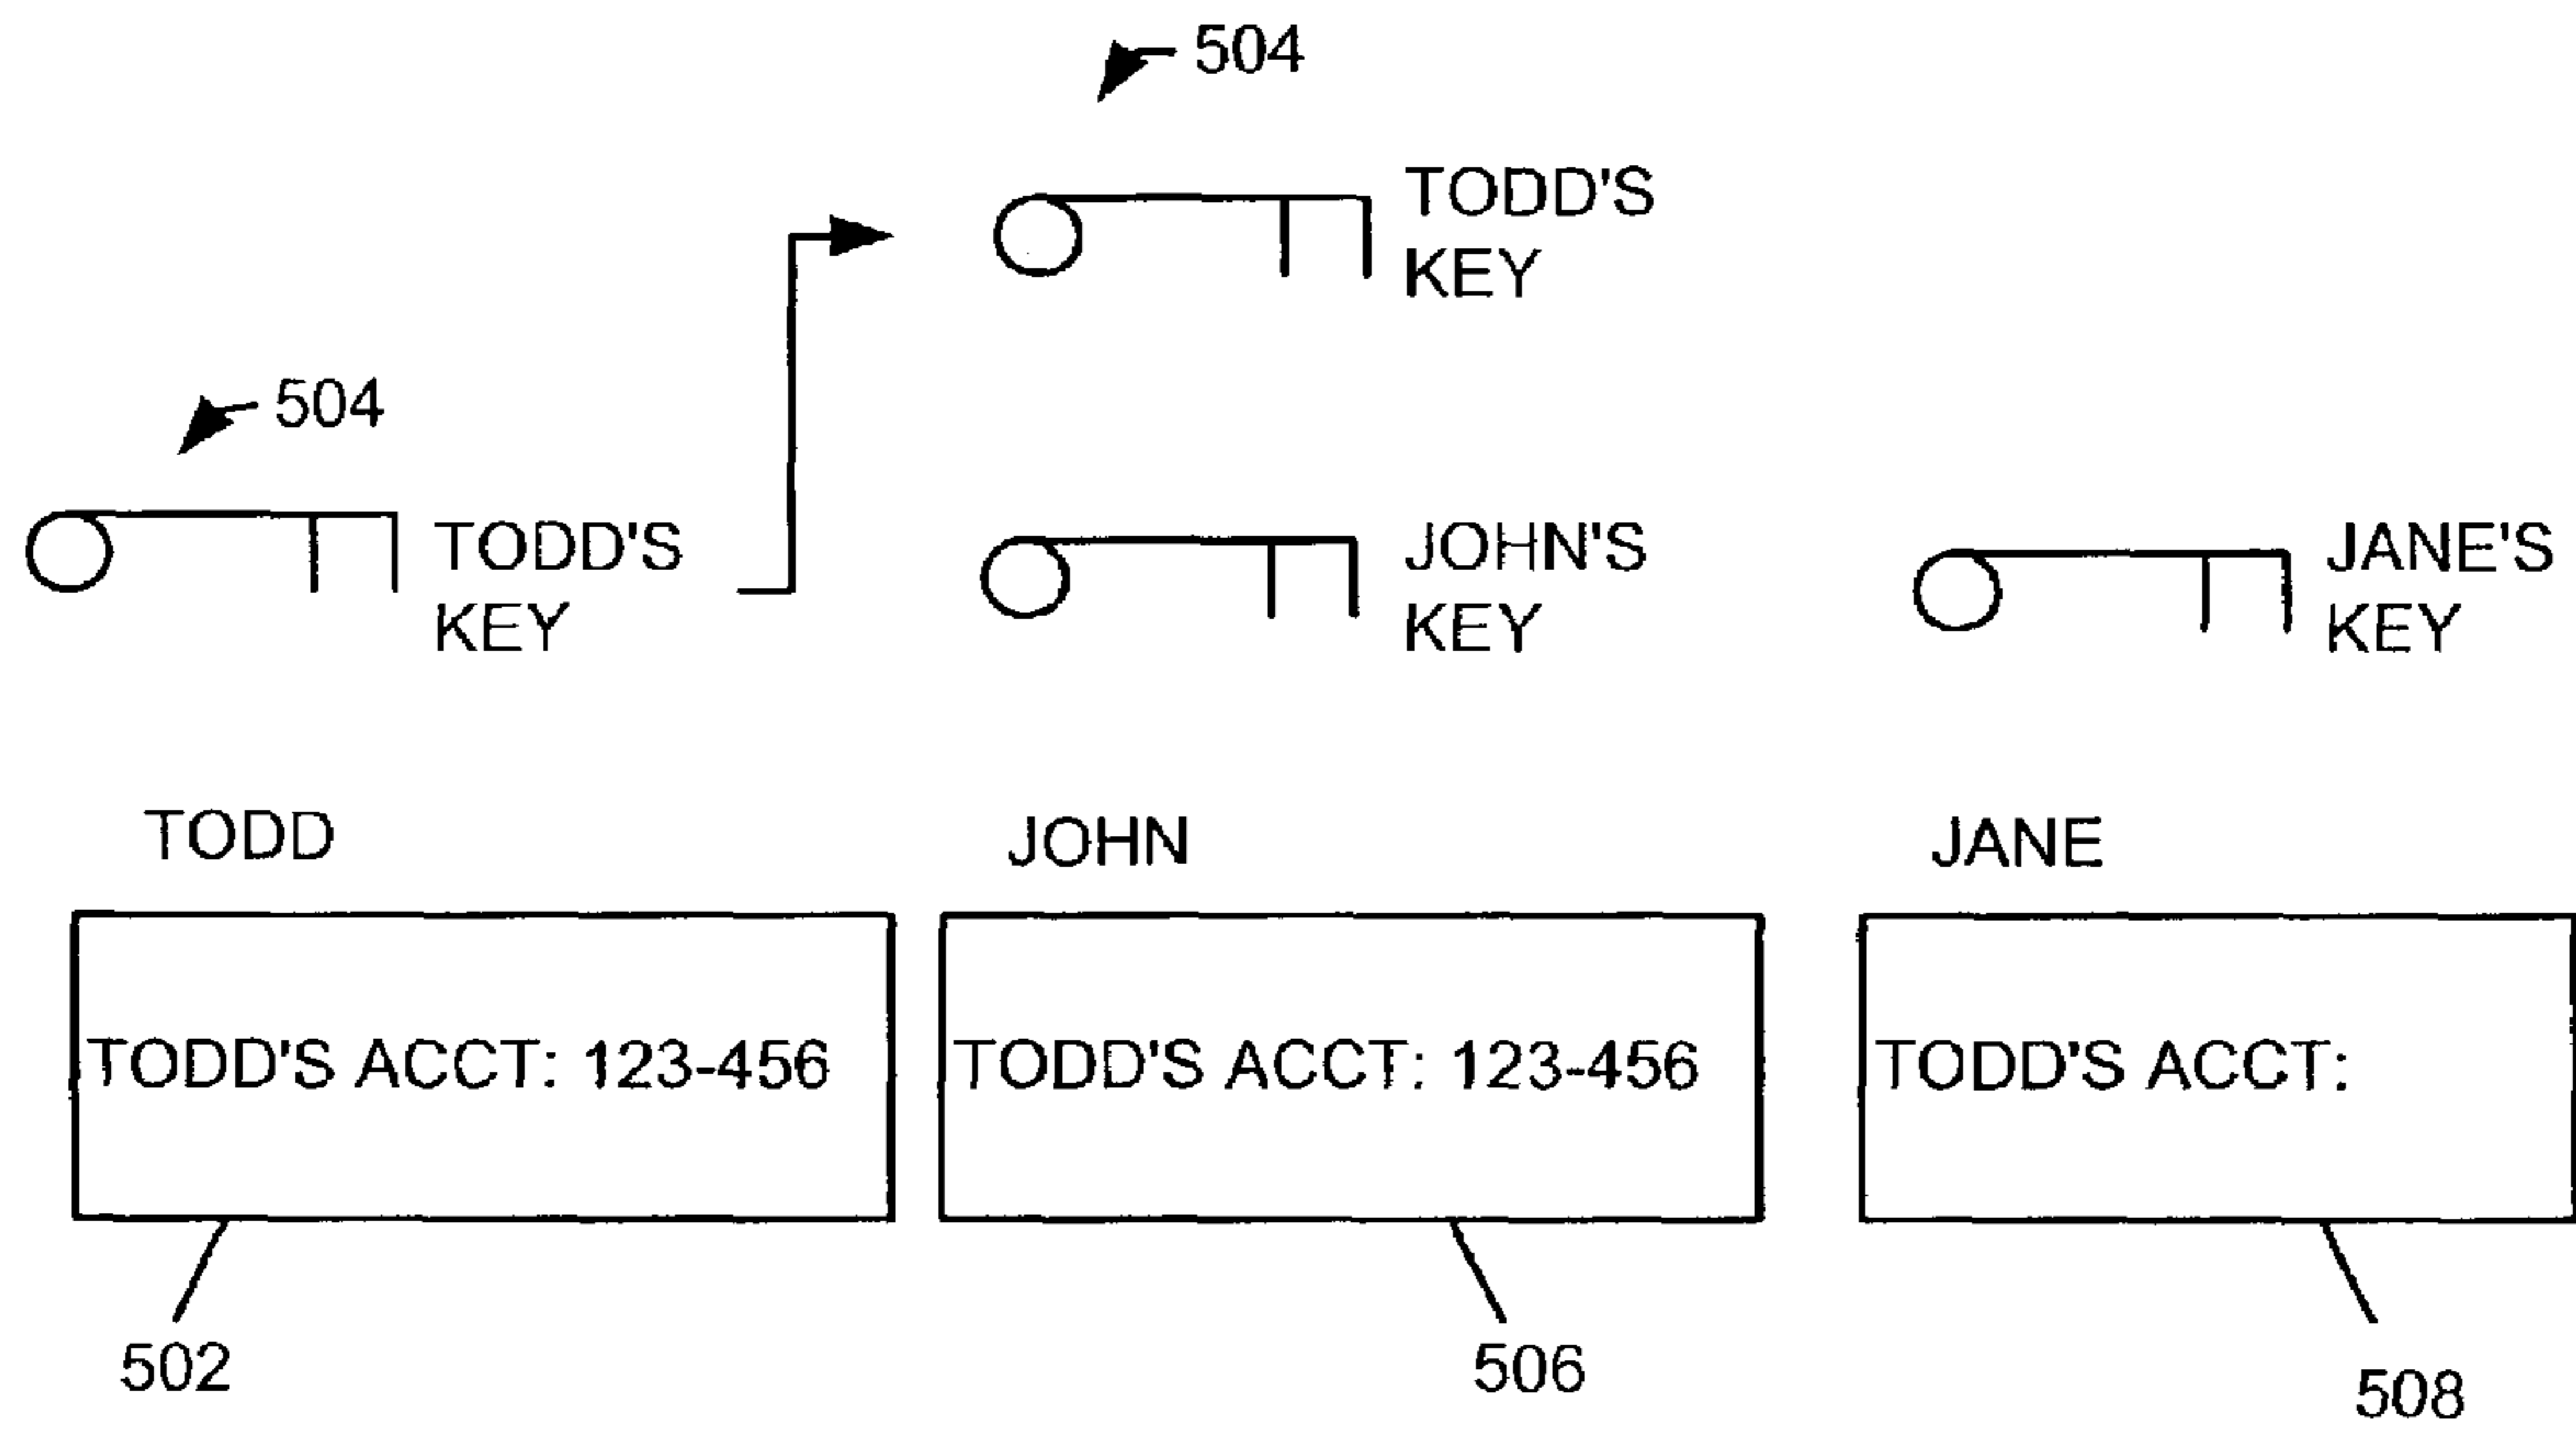 504
TODD'S
KEY
504
TODD'S
KEY
JOHN'S
KEY
JANE'S
KEY
TODD
JOHN
JANE
TODD'S ACCT: 123-456
TODD'S ACCT: 123-456
TODD'S ACCT:
502
506
508